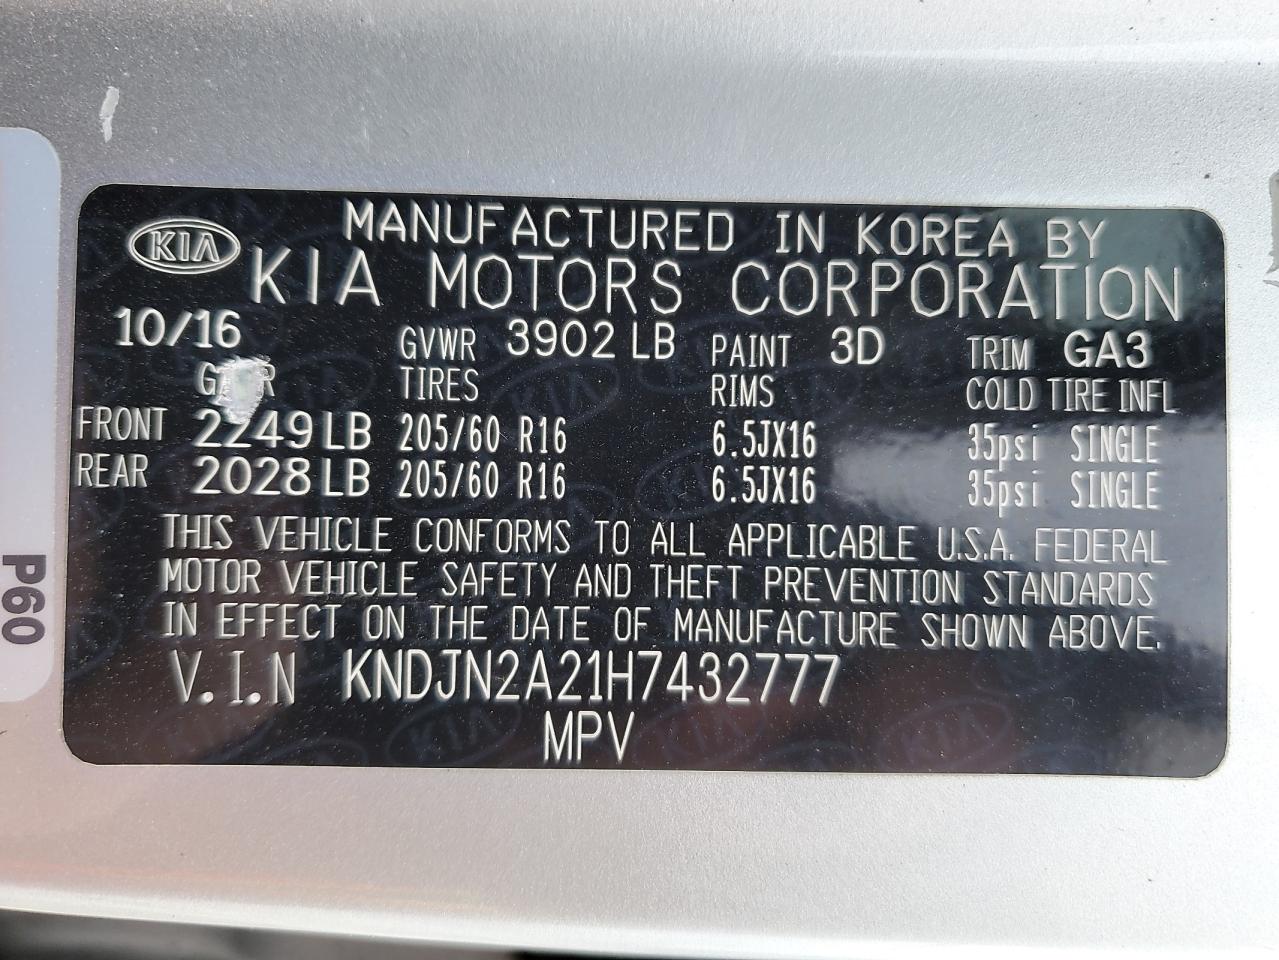 KIA
MANUFACTURED IN KOREA BY
KIA MOTORS CORPORATION
10/16 GVWR 3902 LB PAINT 3D TRIM GA3
TIRES RIMS COLD TIRE INFL
FRONT 2249 LB 205/60 R16 6.5JX16 35psi SINGLE
REAR 2028 LB 205/60 R16 6.5JX16 35psi SINGLE
THIS VEHICLE CONFORMS TO ALL APPLICABLE U.S.A. FEDERAL
MOTOR VEHICLE SAFETY AND THEFT PREVENTION STANDARDS
IN EFFECT ON THE DATE OF MANUFACTURE SHOWN ABOVE.
V.I.N KNDJN2A21H7432777
MPV
P60